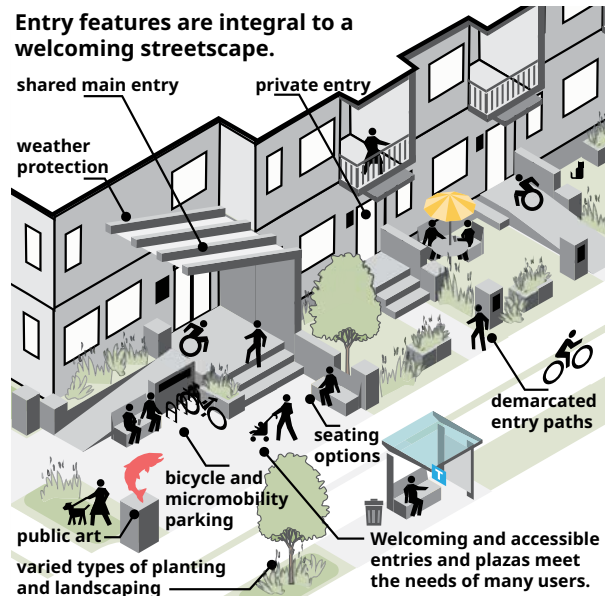 Entry features are integral to a
welcoming streetscape.
shared main entry
private entry
weather
protection
demarcated
entry paths
seating
options
bicycle and
micromobility
parking
public art
T
Welcoming and accessible
entries and plazas meet
the needs of many users.
varied types of planting
and landscaping